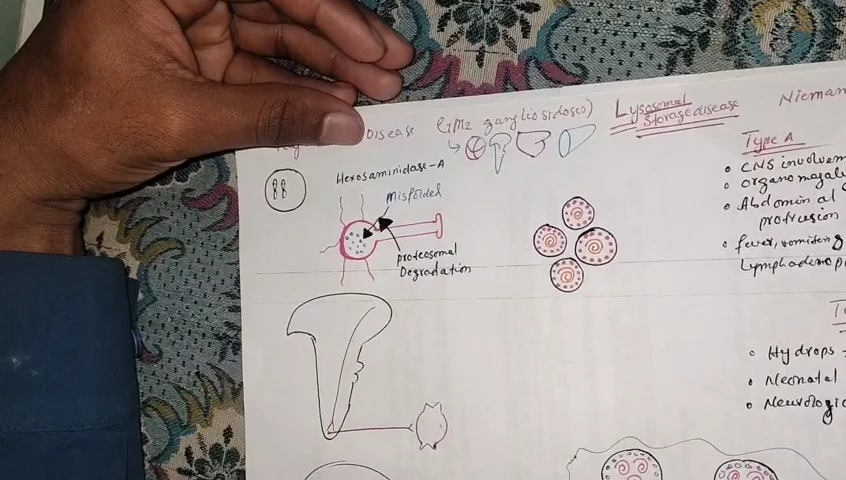 Disease (GM2 gangliosidoses)
Lysosomal
Storage disease
Nieman
Hexosaminidase-A
Misfolded
proteosomal
Degradation
Type A
• CNS involvem
• organomegal
• Abdominal
protrusion
• fever, vomiting
Lymphadenop
• Hydrops
• Neonatal
• Neurologic